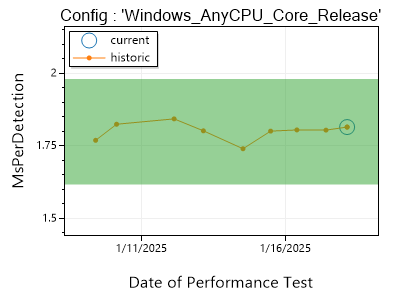 Config : 'Windows_AnyCPU_Core_Release'
current
historic
MsPerDetection
2
1.75
1.5
1/11/2025
1/16/2025
Date of Performance Test